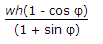 wh(1 - cos φ)
(1 + sin φ)